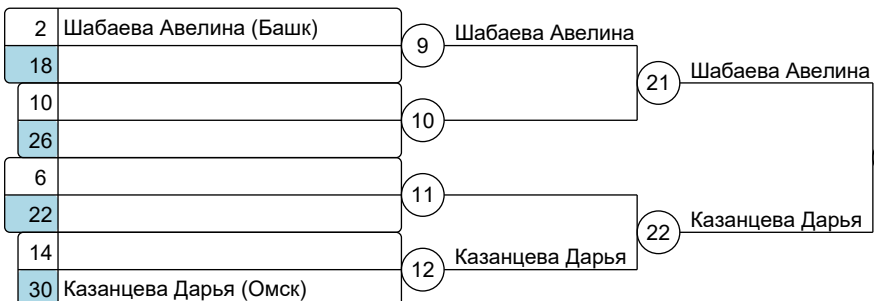 2 Шабаева Авелина (Башк)
18
10
26
6
22
14
30 Казанцева Дарья (Омск)
9 Шабаева Авелина
10
11
12 Казанцева Дарья
21 Шабаева Авелина
22 Казанцева Дарья